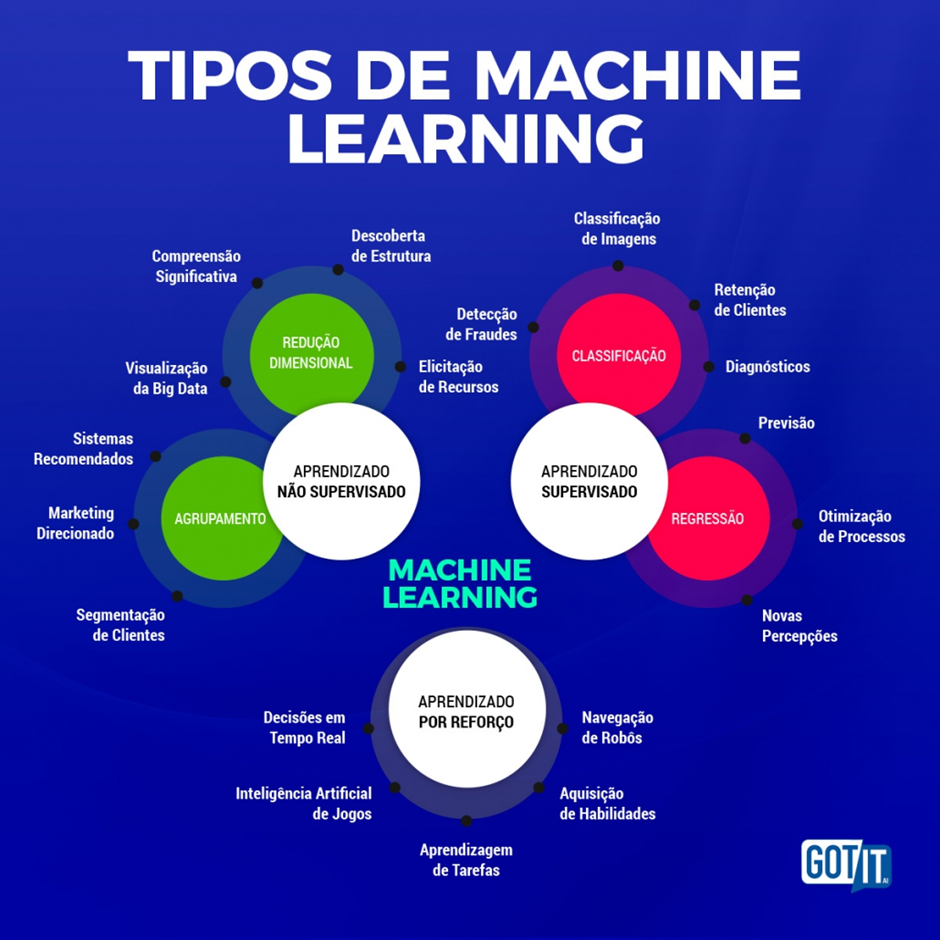 TIPOS DE MACHINE
LEARNING
Compreensão
Significativa
Descoberta
de Estrutura
Visualização
da Big Data
REDUÇÃO
DIMENSIONAL
Elicitação
de Recursos
Sistemas
Recomendados
Marketing
Direcionado
AGRUPAMENTO
Segmentação
de Clientes
APRENDIZADO
NÃO SUPERVISADO
Classificação
de Imagens
Detecção
de Fraudes
Retenção
de Clientes
CLASSIFICAÇÃO
Diagnósticos
APRENDIZADO
SUPERVISADO
Previsão
REGRESSÃO
Otimização
de Processos
Novas
Percepções
MACHINE
LEARNING
APRENDIZADO
POR REFORÇO
Decisões em
Tempo Real
Navegação
de Robôs
Inteligência Artificial
de Jogos
Aquisição
de Habilidades
Aprendizagem
de Tarefas
GOT IT
AI